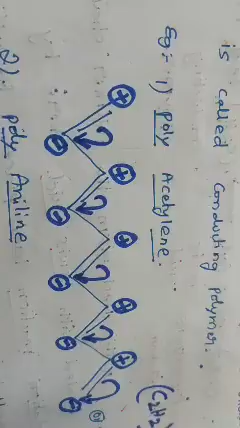 is called Conducting polymer.
Eg:- 1) poly Acetylene. (C2H2)
⊕ ⊕ ⊕ ⊕ ⊕
⊖ ⊖ ⊖ ⊖ ⊖
2) poly Aniline: